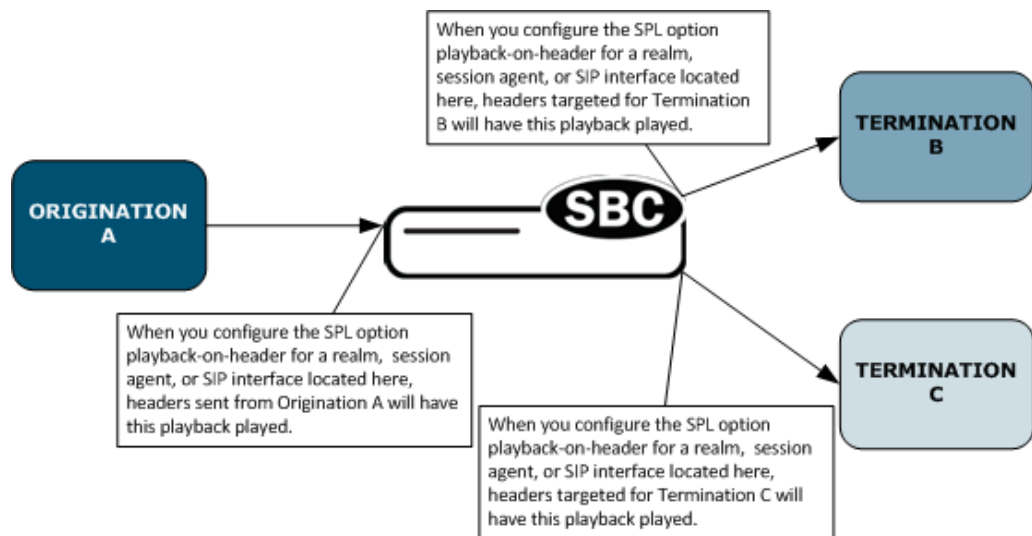 When you configure the SPL option
playback-on-header for a realm,
session agent, or SIP interface located
here, headers targeted for Termination
B will have this playback played.
TERMINATION
B
ORIGINATION
A
SBC
When you configure the SPL option
playback-on-header for a realm, session
agent, or SIP interface located here,
headers sent from Origination A will have
this playback played.
TERMINATION
C
When you configure the SPL option
playback-on-header for a realm, session
agent, or SIP interface located here,
headers targeted for Termination C will
have this playback played.